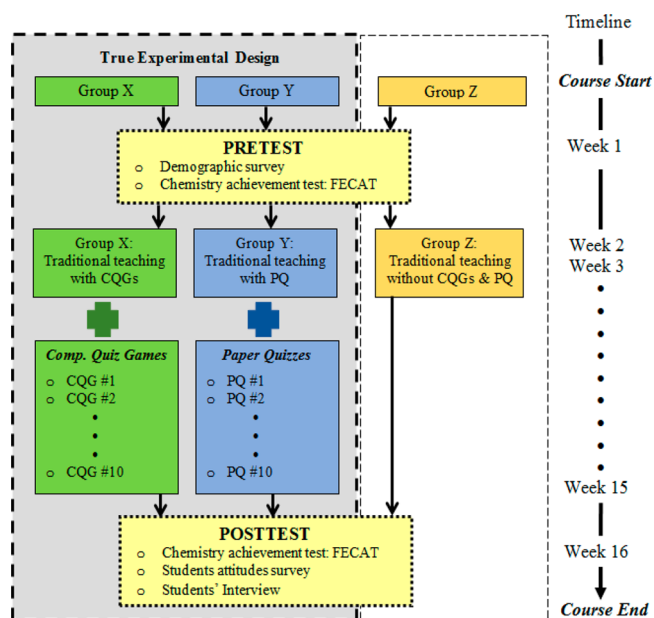 Timeline
True Experimental Design
Group X
Group Y
Group Z
Course Start
PRETEST
o Demographic survey
o Chemistry achievement test: FECAT
Week 1
Group X:
Traditional teaching
with CQGs
Group Y:
Traditional teaching
with PQ
Group Z:
Traditional teaching
without CQGs & PQ
Week 2
Week 3
Comp. Quiz Games
o CQG #1
o CQG #2
•
•
•
o CQG #10
Paper Quizzes
o PQ #1
o PQ #2
•
•
•
o PQ #10
Week 15
POSTTEST
o Chemistry achievement test: FECAT
o Students attitudes survey
o Students’ Interview
Week 16
Course End